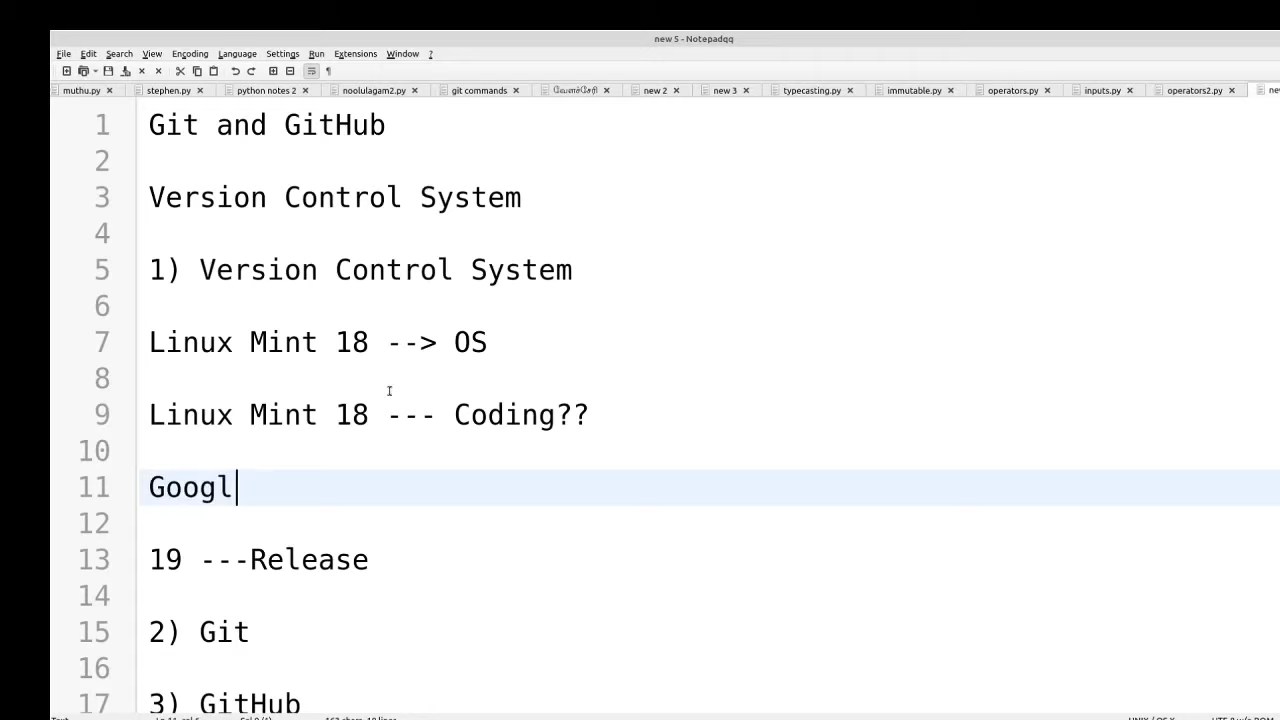 new 5 - Notepadqq
File Edit Search View Encoding Language Settings Run Extensions Window ?
muthu.py stephen.py python notes 2 noolulagam2.py git commands வேளச்சேரி new 2 new 3 typecasting.py immutable.py operators.py inputs.py operators2.py
1 Git and GitHub
2
3 Version Control System
4
5 1) Version Control System
6
7 Linux Mint 18 --> OS
8
9 Linux Mint 18 --- Coding??
10
11 Googl
12
13 19 ---Release
14
15 2) Git
16
17 3) GitHub